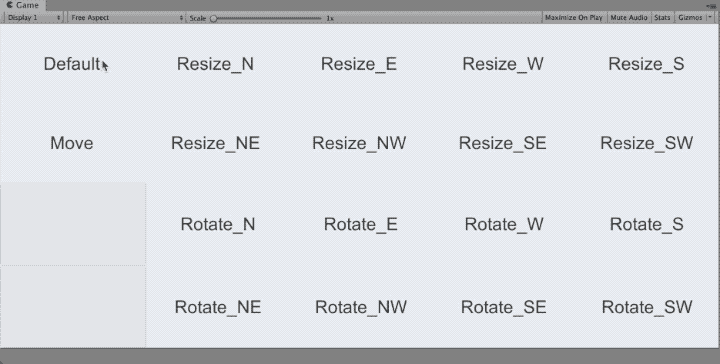 Game
Display 1 Free Aspect Scale 1x Maximize On Play Mute Audio Stats Gizmos
Default Resize_N Resize_E Resize_W Resize_S
Move Resize_NE Resize_NW Resize_SE Resize_SW
Rotate_N Rotate_E Rotate_W Rotate_S
Rotate_NE Rotate_NW Rotate_SE Rotate_SW